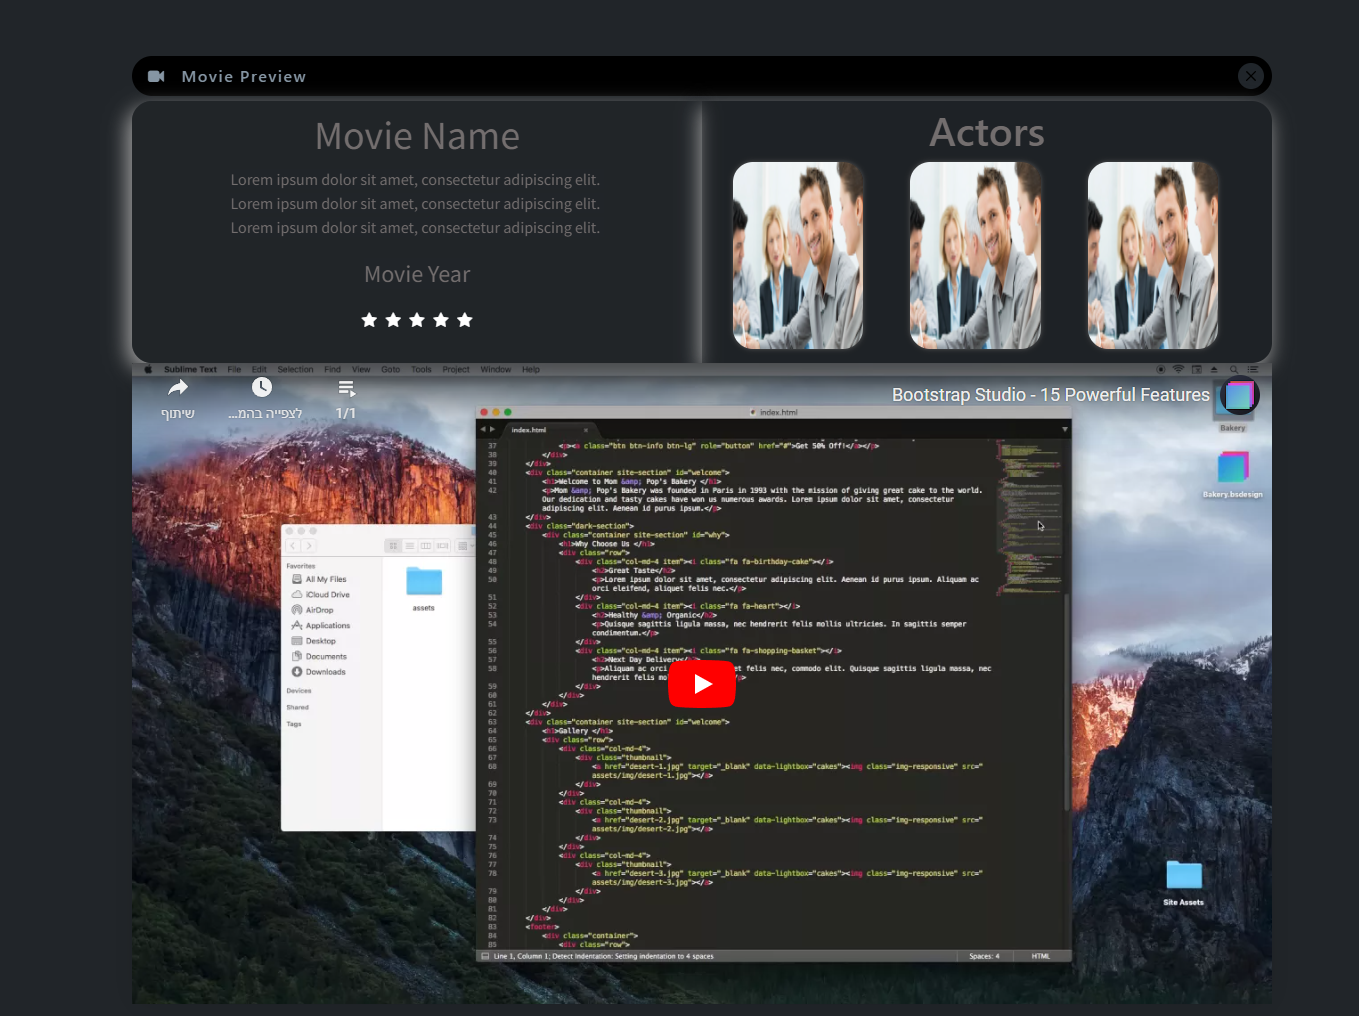 Movie Preview
Movie Name
Lorem ipsum dolor sit amet, consectetur adipiscing elit.
Lorem ipsum dolor sit amet, consectetur adipiscing elit.
Lorem ipsum dolor sit amet, consectetur adipiscing elit.
Movie Year
Actors
Sublime Text File Edit Selection Find View Goto Tools Project Window Help
שיתוף
לצפייה בהמ...
1/1
Bootstrap Studio - 15 Powerful Features
Bakery
Bakery.bsdesign
Favorites
All My Files
iCloud Drive
AirDrop
Applications
Desktop
Documents
Downloads
Devices
Shared
Tags
assets
index.html
index.html
37 <p><a class="btn btn-info btn-lg" role="button" href="#">Get 50% Off!</a></p>
38 </div>
39 </div>
40 <div class="container site-section" id="welcome">
41 <h1>Welcome to Mom &amp; Pop's Bakery </h1>
42 <p>Mom &amp; Pop's Bakery was founded in Paris in 1993 with the mission of giving great cake to the world.
Our dedication and tasty cakes have won us numerous awards. Lorem ipsum dolor sit amet, consectetur
adipiscing elit. Aenean id purus ipsum.</p>
43 </div>
44 <div class="dark-section">
45 <div class="container site-section" id="why">
46 <h1>Why Choose Us </h1>
47 <div class="row">
48 <div class="col-md-4 item"><i class="fa fa-birthday-cake"></i>
49 <h2>Great Taste</h2>
50 <p>Lorem ipsum dolor sit amet, consectetur adipiscing elit. Aenean id purus ipsum. Aliquam ac
orci eleifend, aliquet felis nec.</p>
51 </div>
52 <div class="col-md-4 item"><i class="fa fa-heart"></i>
53 <h2>Healthy &amp; Organic</h2>
54 <p>Quisque sagittis ligula massa, nec hendrerit felis mollis ultricies. In sagittis semper
condimentum.</p>
55 </div>
56 <div class="col-md-4 item"><i class="fa fa-shopping-basket"></i>
57 <h2>Next Day Delivery</h2>
58 <p>Aliquam ac orci et felis nec, commodo elit. Quisque sagittis ligula massa, nec
hendrerit felis
59 </div>
60 </div>
61 </div>
62 </div>
63 <div class="container site-section" id="welcome">
64 <h1>Gallery </h1>
65 <div class="row">
66 <div class="col-md-4">
67 <div class="thumbnail">
68 <a href="desert-1.jpg" target="_blank" data-lightbox="cakes"><img class="img-responsive" src="
assets/img/desert-1.jpg"></a>
69 </div>
70 </div>
71 <div class="col-md-4">
72 <div class="thumbnail">
73 <a href="desert-2.jpg" target="_blank" data-lightbox="cakes"><img class="img-responsive" src="
assets/img/desert-2.jpg"></a>
74 </div>
75 </div>
76 <div class="col-md-4">
77 <div class="thumbnail">
78 <a href="desert-3.jpg" target="_blank" data-lightbox="cakes"><img class="img-responsive" src="
assets/img/desert-3.jpg"></a>
79 </div>
80 </div>
81 </div>
82 </div>
83 <footer>
84 <div class="container">
85 <div class="row">
Line 1, Column 1; Detect Indentation: Setting indentation to 4 spaces
Spaces: 4
HTML
Site Assets